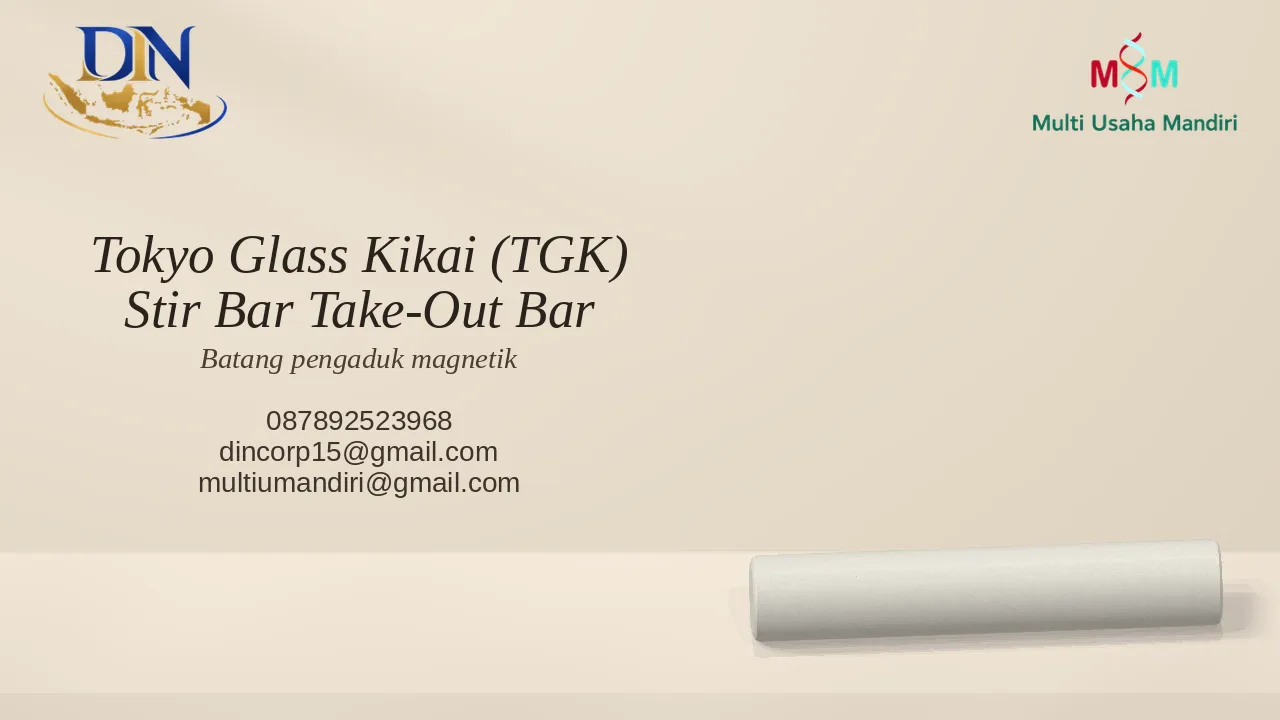 DN
M M
Multi Usaha Mandiri
Tokyo Glass Kikai (TGK)
Stir Bar Take-Out Bar
Batang pengaduk magnetik
087892523968
dincorp15@gmail.com
multiumandiri@gmail.com